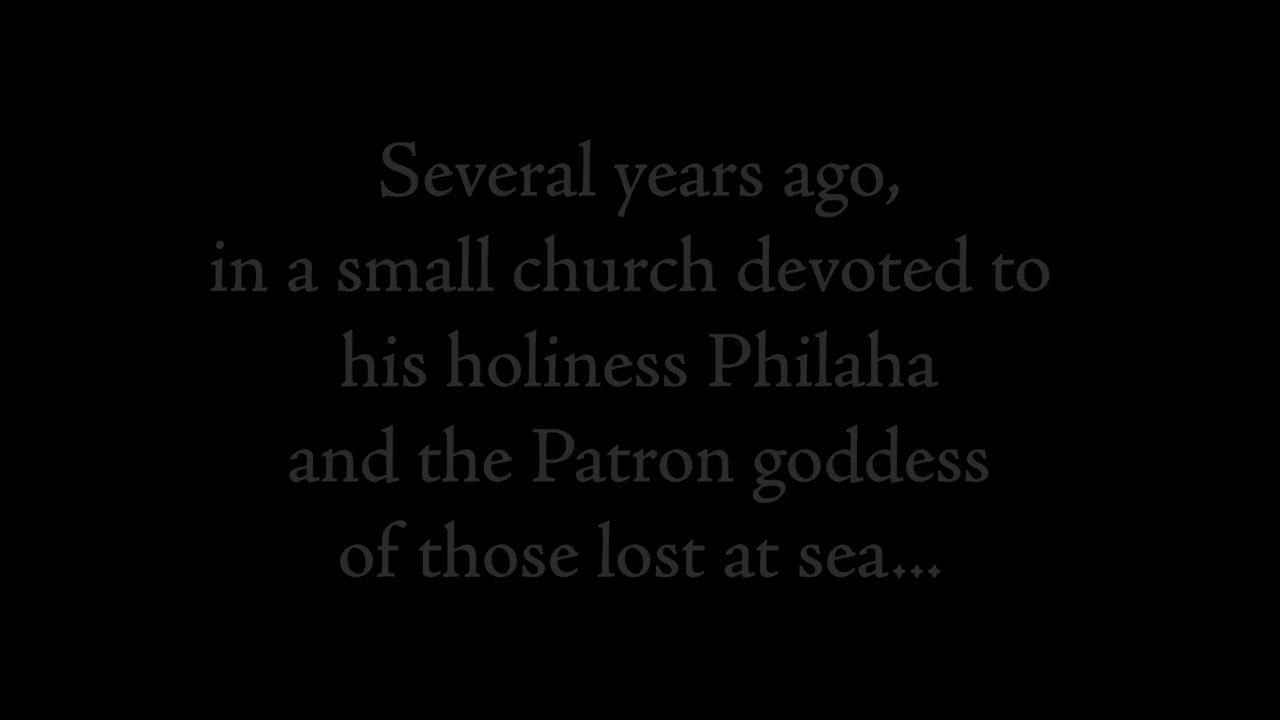 Several years ago,
in a small church devoted to
his holiness Philaha
and the Patron goddess
of those lost at sea...